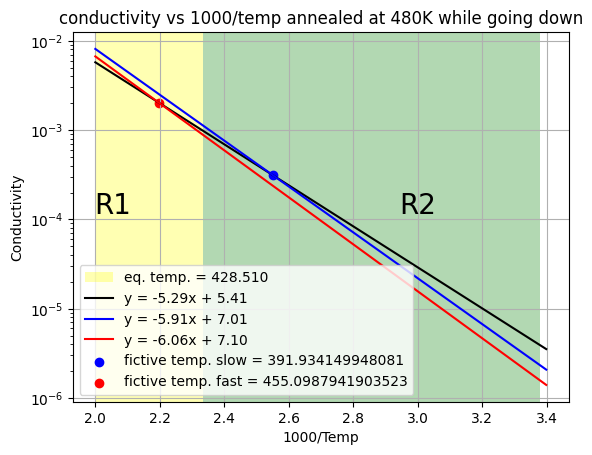 conductivity vs 1000/temp annealed at 480K while going down
10⁻²
10⁻³
10⁻⁴
10⁻⁵
10⁻⁶
Conductivity
R1
R2
eq. temp. = 428.510
y = -5.29x + 5.41
y = -5.91x + 7.01
y = -6.06x + 7.10
fictive temp. slow = 391.934149948081
fictive temp. fast = 455.0987941903523
2.0 2.2 2.4 2.6 2.8 3.0 3.2 3.4
1000/Temp